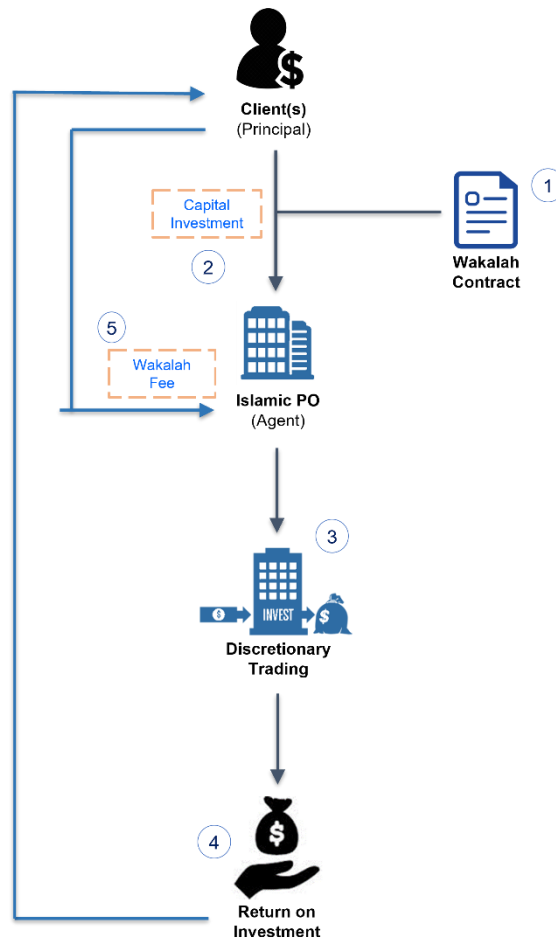 $
Client(s)
(Principal)
1
Capital
Investment
Wakalah
Contract
2
5
Wakalah
Fee
Islamic PO
(Agent)
3
$
INVEST
$
Discretionary
Trading
$
4
Return on
Investment